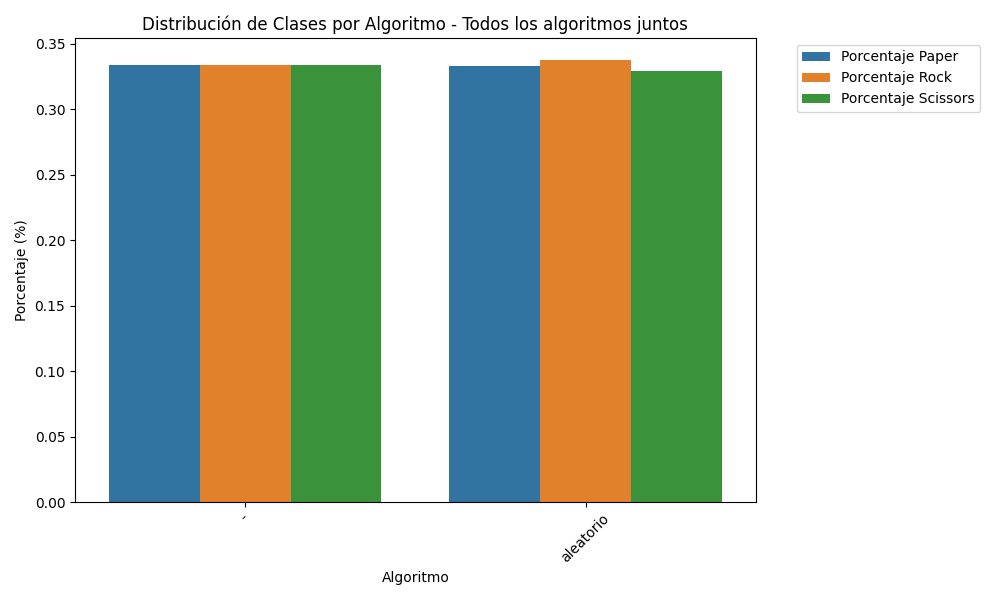 Distribución de Clases por Algoritmo - Todos los algoritmos juntos
Porcentaje Paper
Porcentaje Rock
Porcentaje Scissors
Porcentaje (%)
0.35
0.30
0.25
0.20
0.15
0.10
0.05
0.00
-
aleatorio
Algoritmo